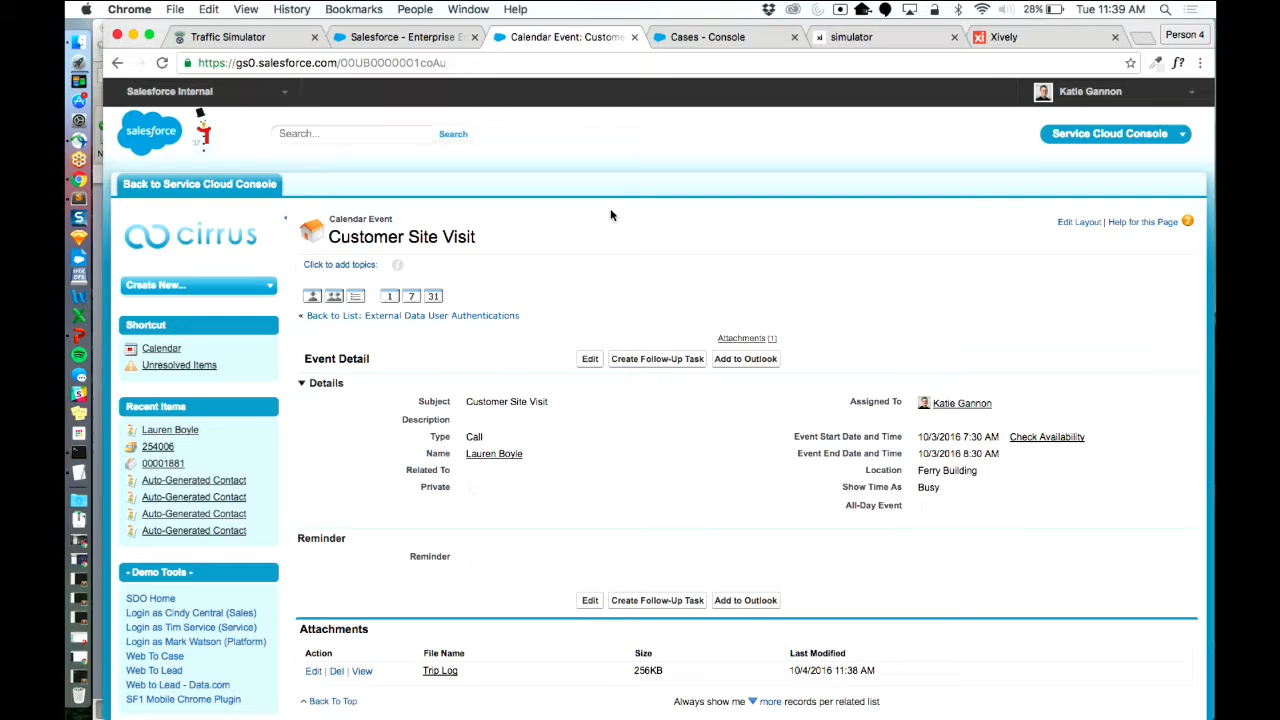 Chrome File Edit View History Bookmarks People Window Help 28% Tue 11:39 AM
Traffic Simulator Salesforce - Enterprise E Calendar Event: Custome Cases - Console xi simulator xi Xively Person 4
https://gs0.salesforce.com/00UB0000001coAu f?
Salesforce Internal Katie Gannon
salesforce Search... Search Service Cloud Console
Back to Service Cloud Console
cirrus
Calendar Event
Customer Site Visit
Edit Layout | Help for this Page ?
Click to add topics: i
Create New...
1 7 31
« Back to List: External Data User Authentications
Shortcut
Calendar
Unresolved Items
Attachments [1]
Event Detail Edit Create Follow-Up Task Add to Outlook
Details
Subject Customer Site Visit Assigned To Katie Gannon
Description
Type Call Event Start Date and Time 10/3/2016 7:30 AM Check Availability
Name Lauren Boyle Event End Date and Time 10/3/2016 8:30 AM
Related To Location Ferry Building
Private Show Time As Busy
All-Day Event
Recent Items
Lauren Boyle
254006
00001881
Auto-Generated Contact
Auto-Generated Contact
Auto-Generated Contact
Auto-Generated Contact
Reminder
Reminder
Edit Create Follow-Up Task Add to Outlook
- Demo Tools -
SDO Home
Login as Cindy Central (Sales)
Login as Tim Service (Service)
Login as Mark Watson (Platform)
Web To Case
Web To Lead
Web to Lead - Data.com
SF1 Mobile Chrome Plugin
Attachments
Action File Name Size Last Modified
Edit | Del | View Trip Log 256KB 10/4/2016 11:38 AM
Back To Top Always show me more records per related list